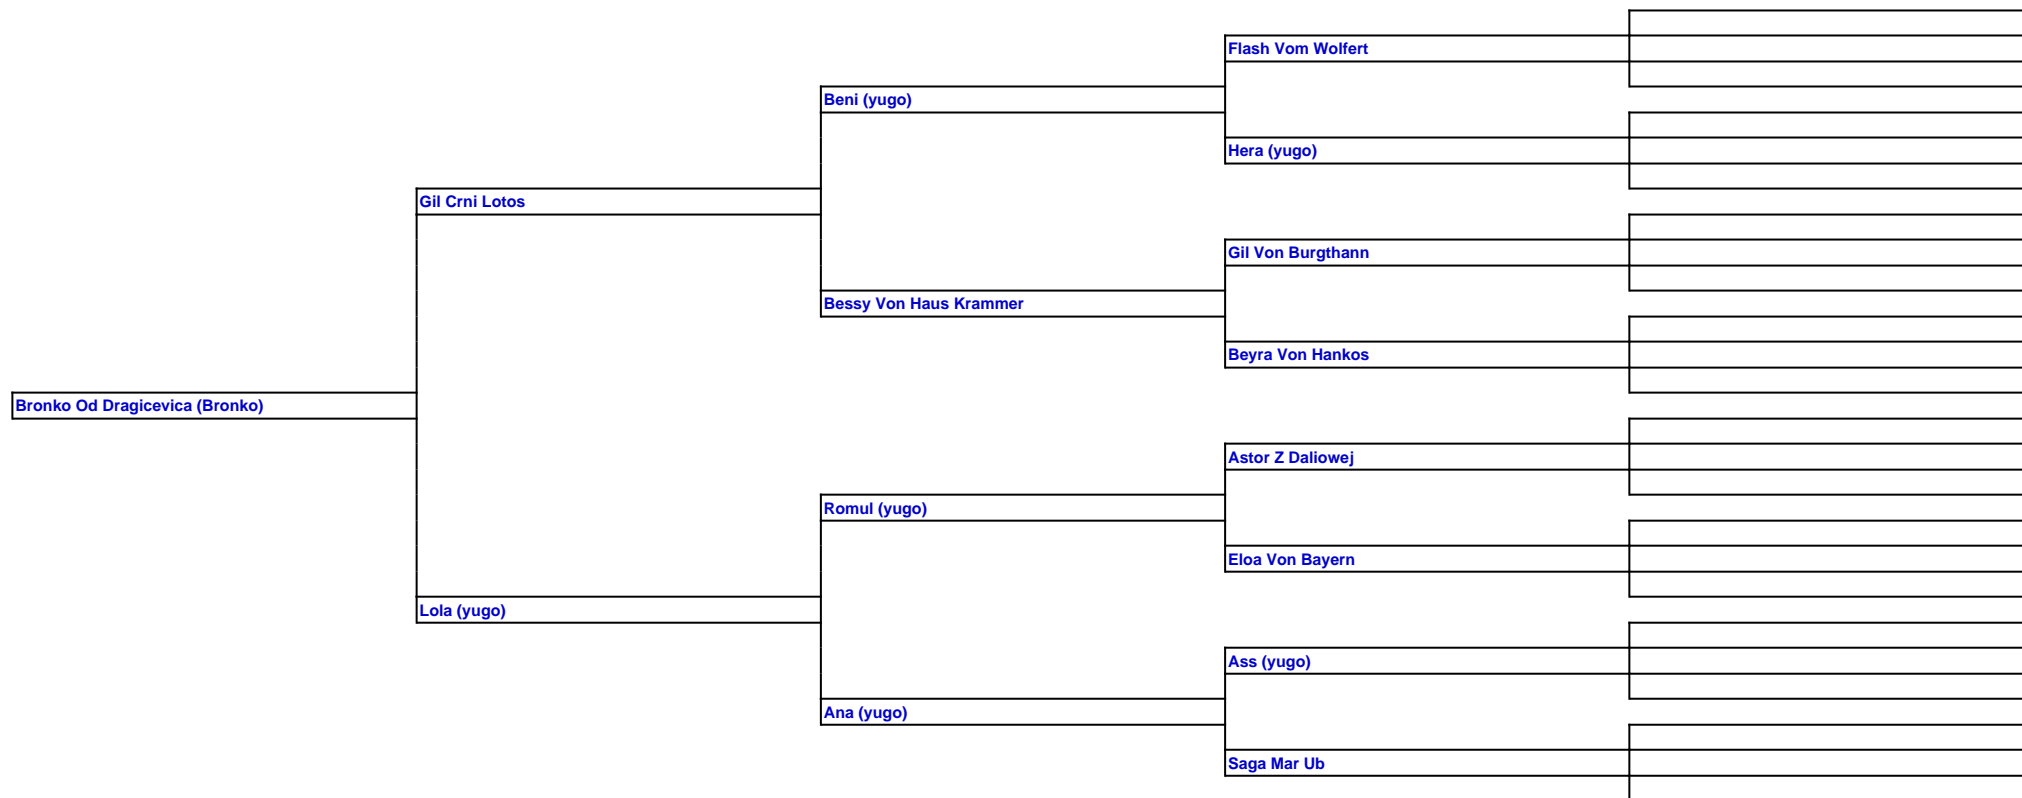 Flash Vom Wolfert
Beni (yugo)
Hera (yugo)
Gil Crni Lotos
Gil Von Burgthann
Bessy Von Haus Krammer
Beyra Von Hankos
Bronko Od Dragicevica (Bronko)
Astor Z Daliowej
Romul (yugo)
Eloa Von Bayern
Lola (yugo)
Ass (yugo)
Ana (yugo)
Saga Mar Ub